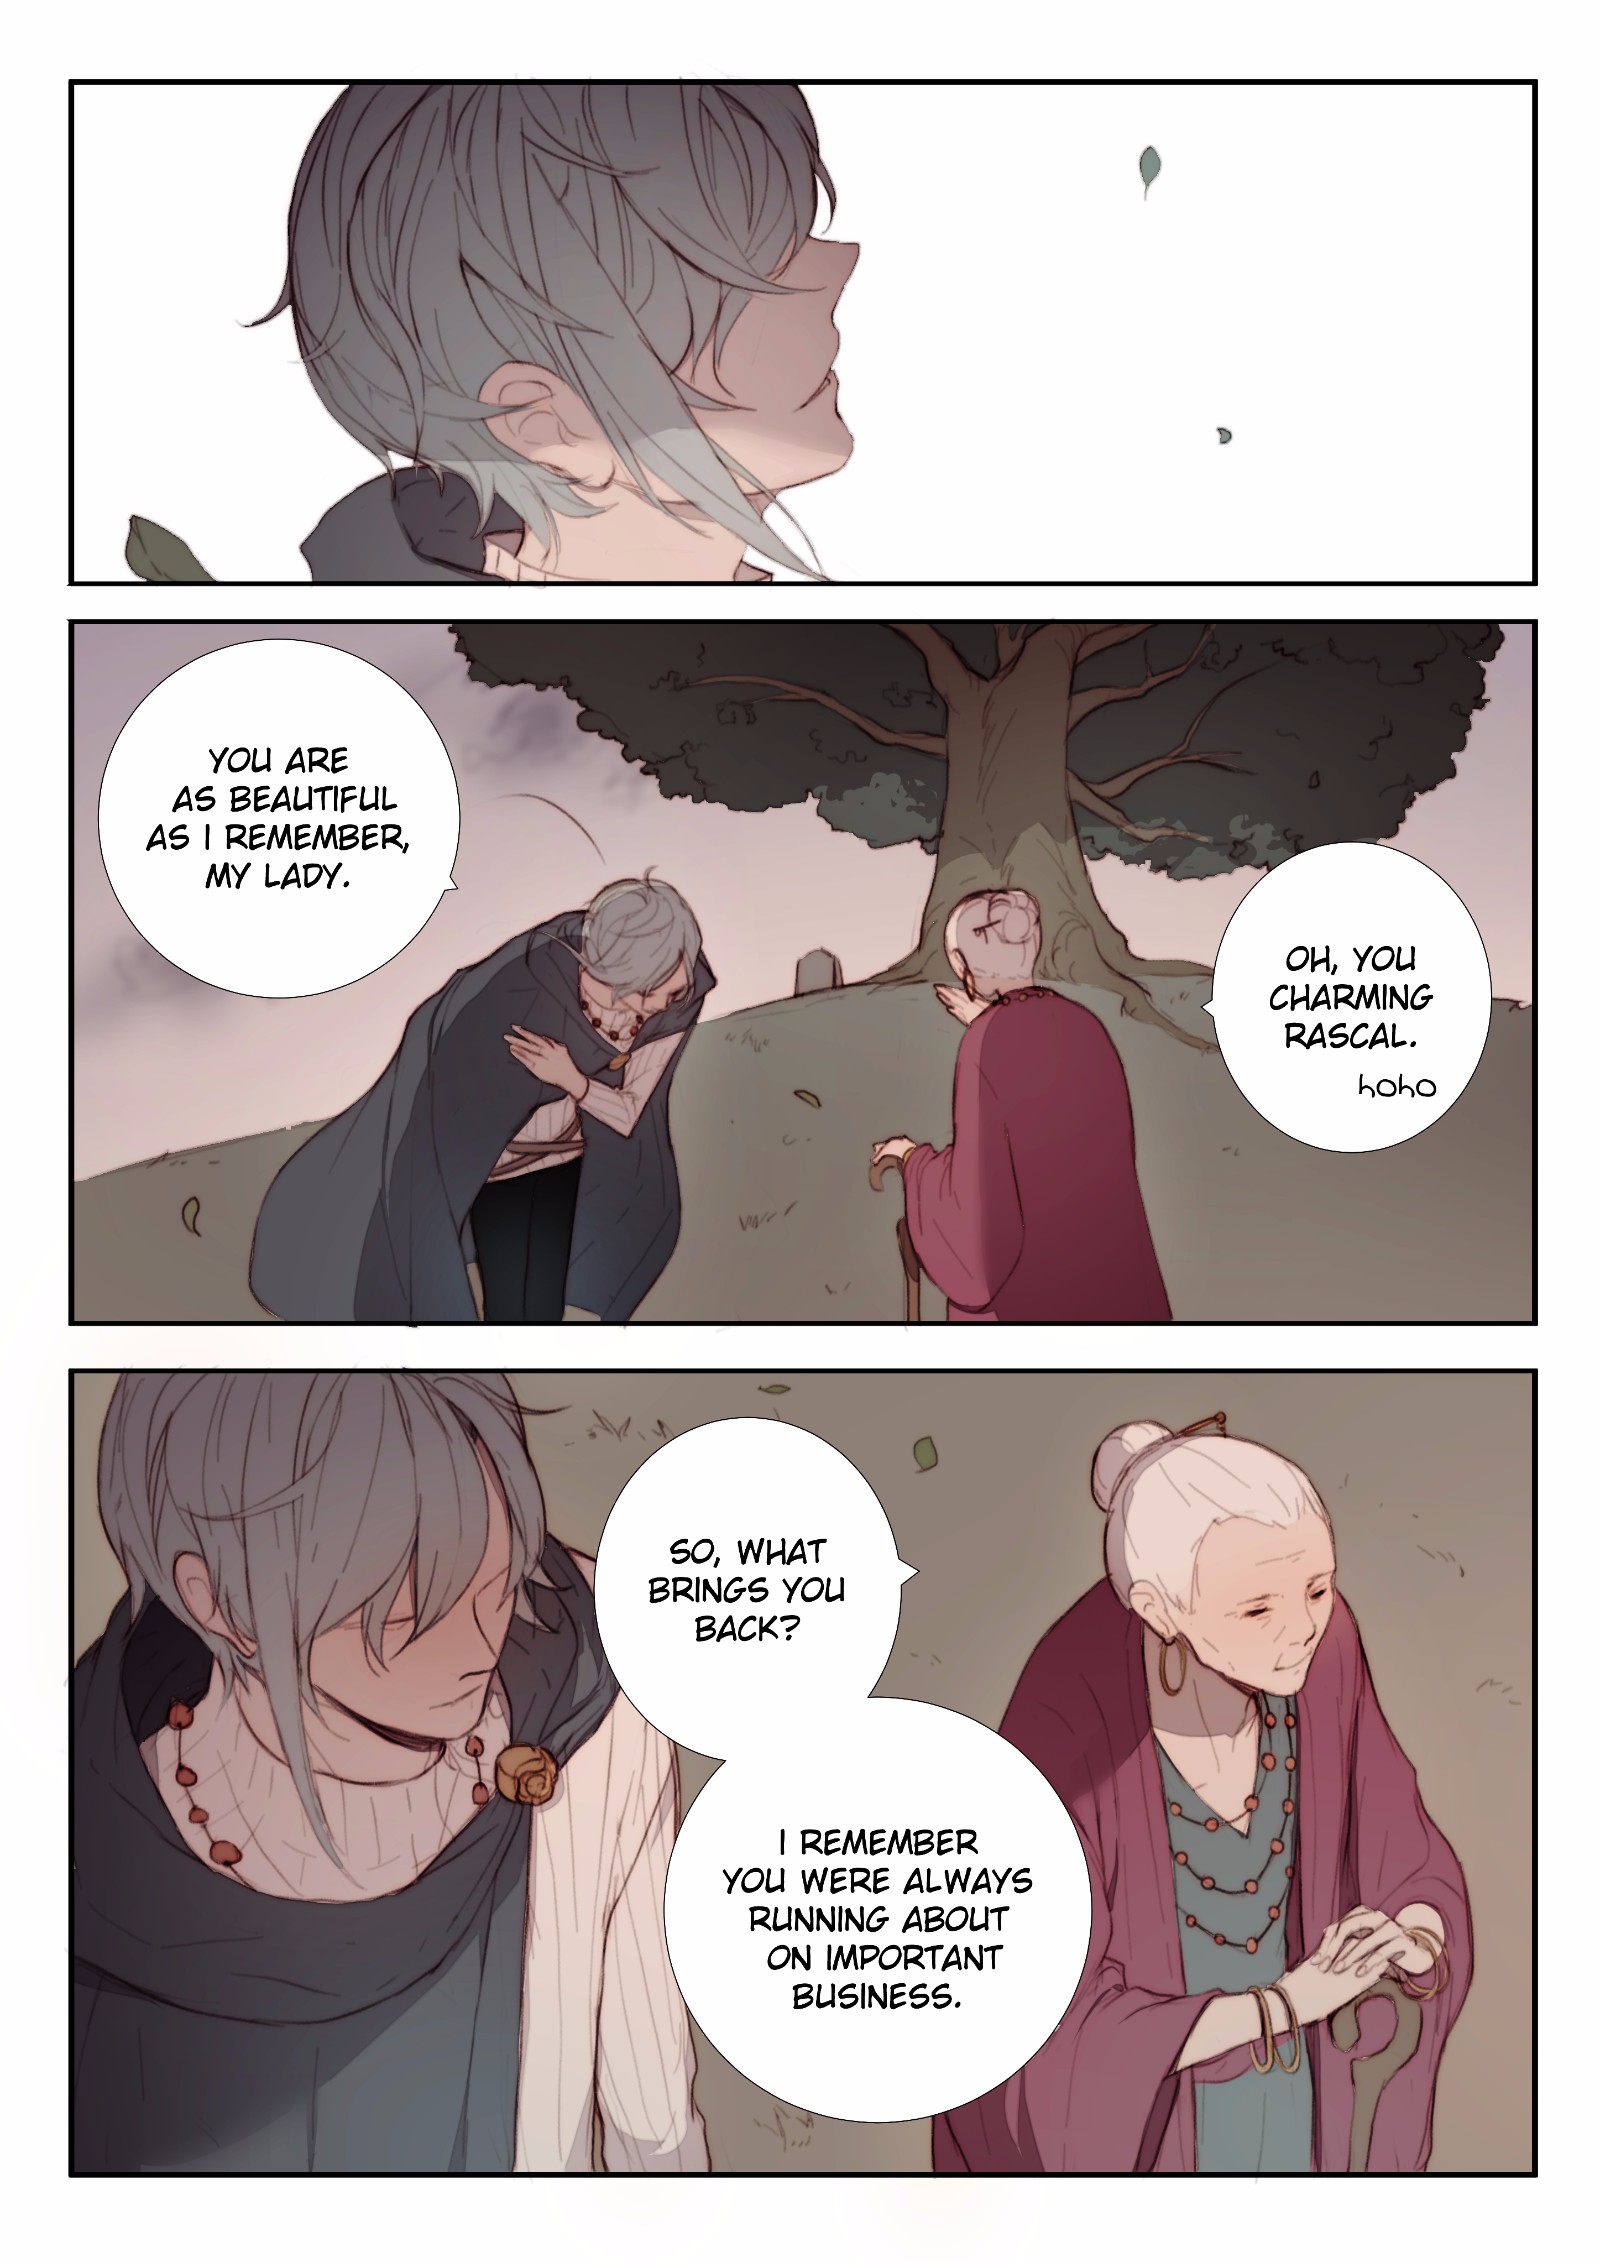 YOU ARE
AS BEAUTIFUL
AS I REMEMBER,
MY LADY.
OH, YOU
CHARMING
RASCAL.
hoho
SO, WHAT
BRINGS YOU
BACK?
I REMEMBER
YOU WERE ALWAYS
RUNNING ABOUT
ON IMPORTANT
BUSINESS.